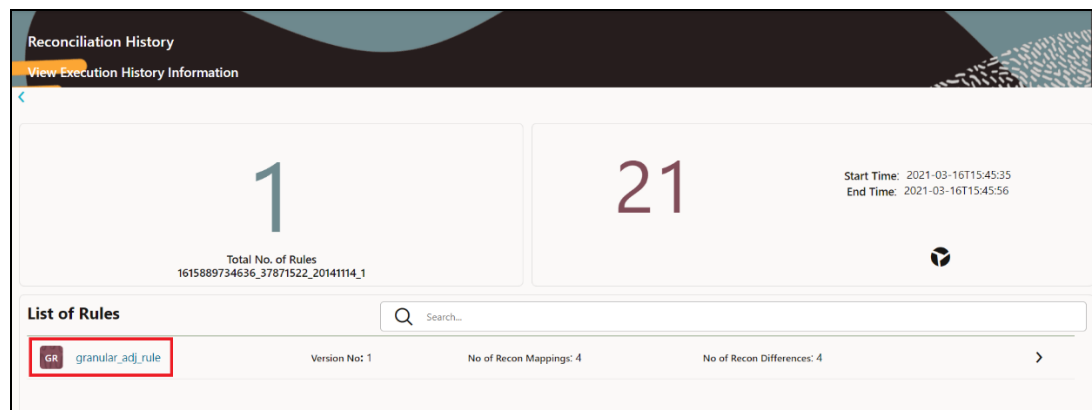 Reconciliation History
View Execution History Information
1
Total No. of Rules
1615889734636_37871522_20141114_1
21
Start Time: 2021-03-16T15:45:35
End Time: 2021-03-16T15:45:56
List of Rules
Search...
GR granular_adj_rule Version No: 1 No of Recon Mappings: 4 No of Recon Differences: 4